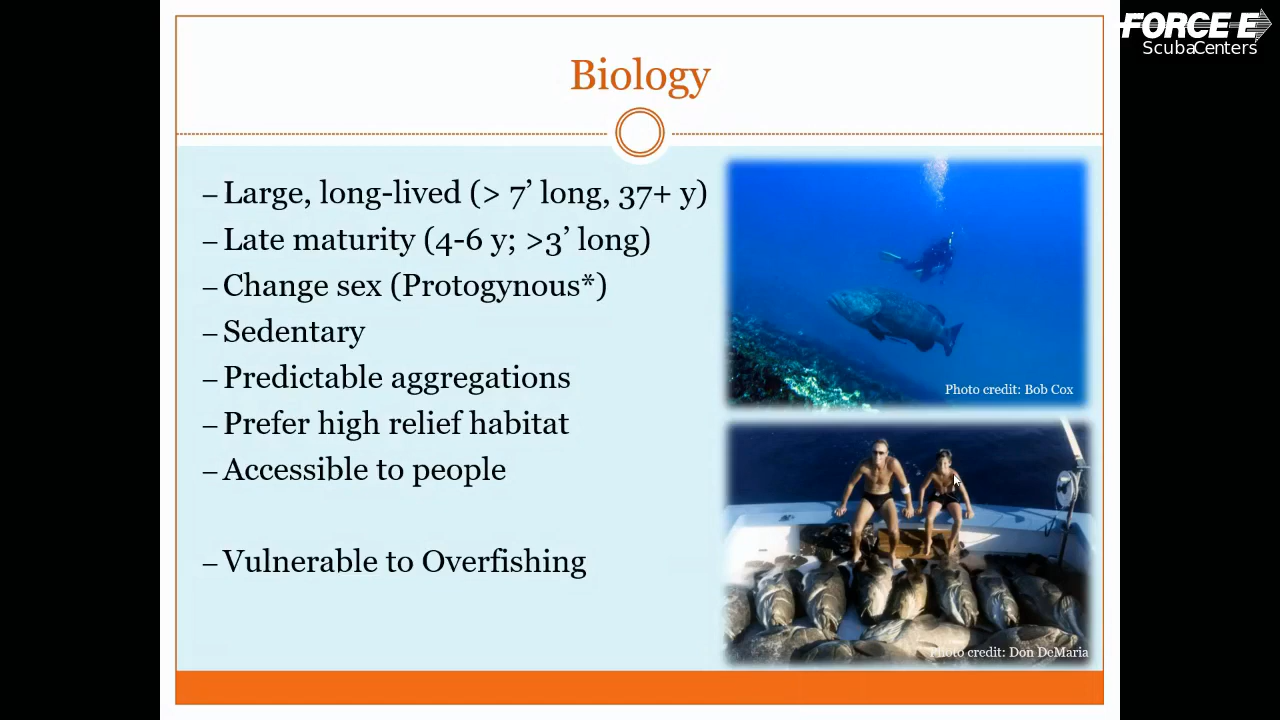 FORCE E
ScubaCenters
Biology
– Large, long-lived (> 7’ long, 37+ y)
– Late maturity (4-6 y; >3’ long)
– Change sex (Protogynous*)
– Sedentary
– Predictable aggregations
– Prefer high relief habitat
– Accessible to people
– Vulnerable to Overfishing
Photo credit: Bob Cox
Photo credit: Don DeMaria